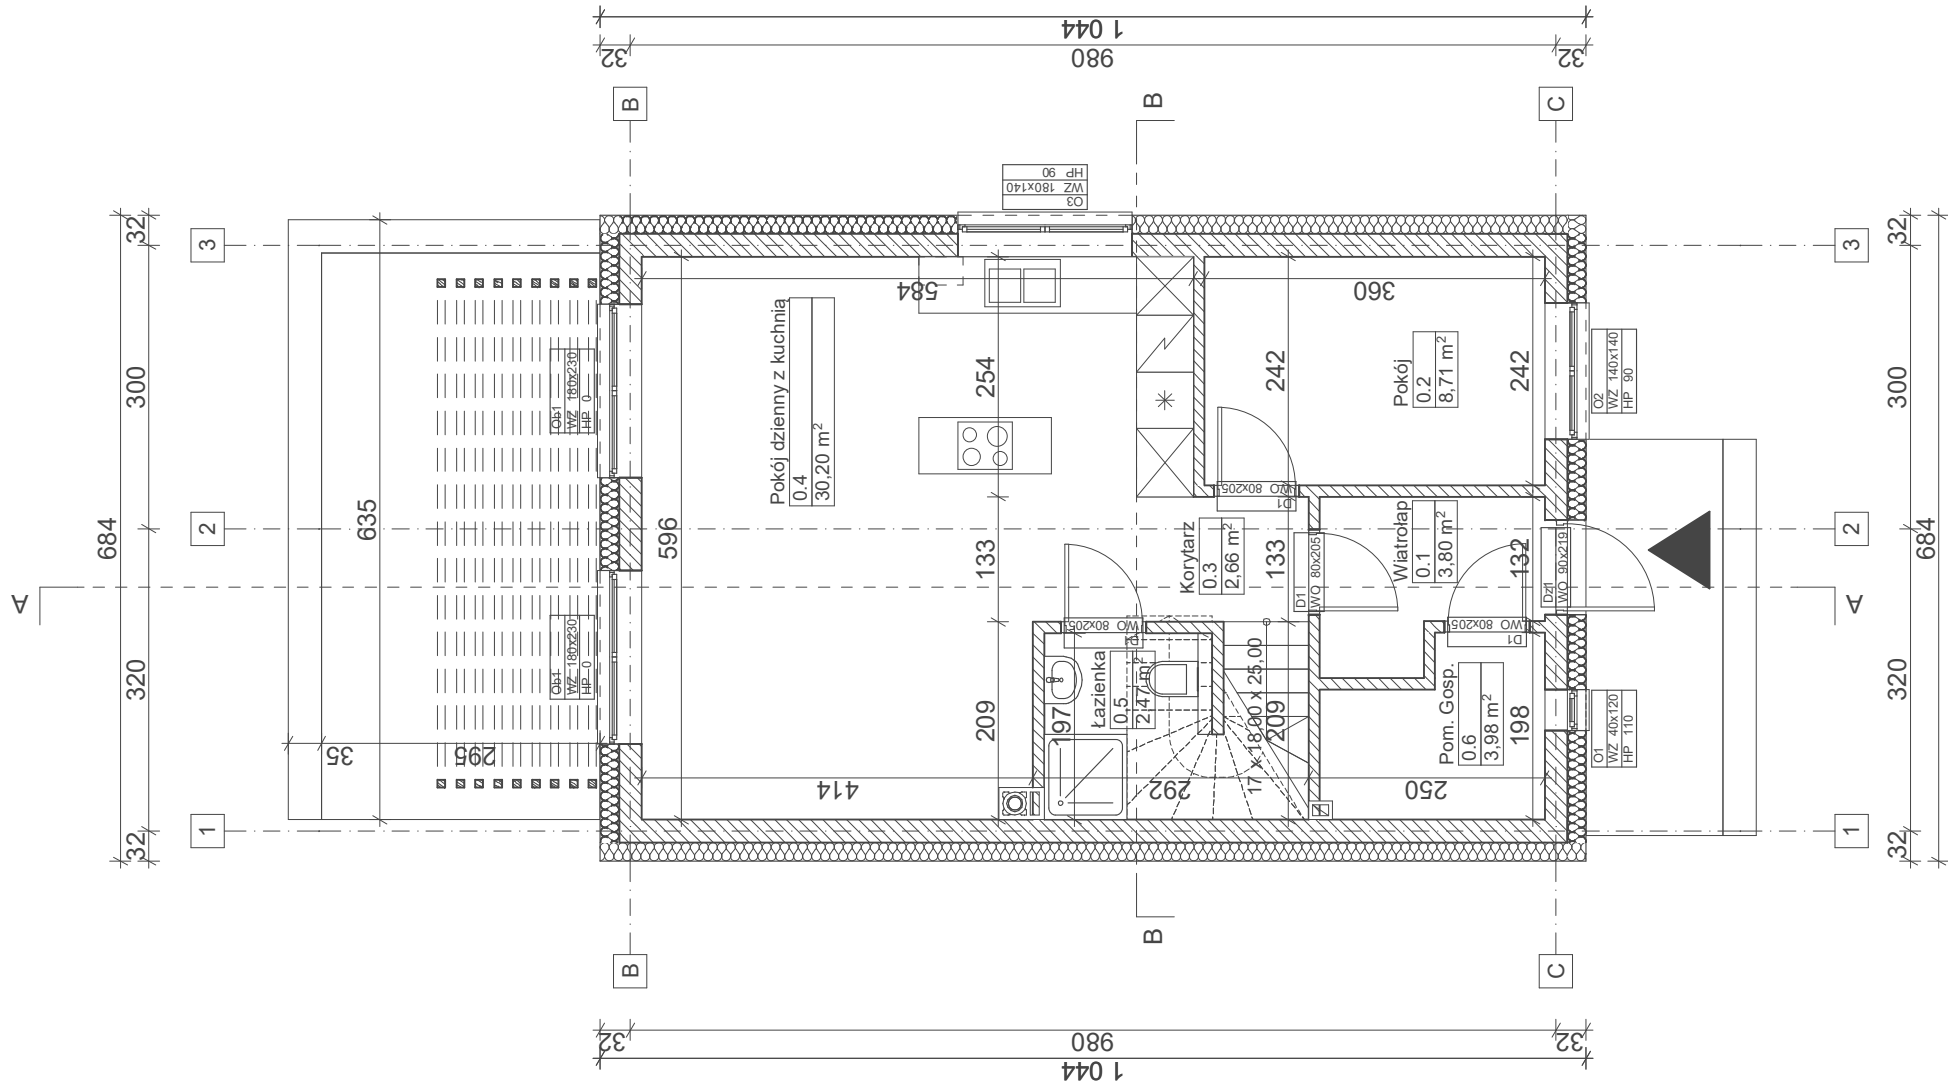 1 044
980
32
32
B
C
B
684
32
300
320
32
3
2
1
A
635
35
295
Ob1
WZ 180x230
HP 0
Ob1
WZ 180x230
HP 0
O3
WZ 180x140
HP 90
596
584
414
Pokój dzienny z kuchnią
0.4
30,20 m²
254
133
209
242
133
209
360
Pokój
0.2
8,71 m²
242
D1
WO 80x205
Korytarz
0.3
2,66 m²
D1
WO 80x205
Wiatrołap
0.1
3,80 m²
132
Dz1
WO 90x219
D1
WO 80x205
Łazienka
0.5
2.47 m²
197
292
17 x 18,00 x 25,00
D1
WO 80x205
Pom. Gosp.
0.6
3,98 m²
198
250
O2
WZ 140x140
HP 90
O1
WZ 40x120
HP 110
3
2
1
A
32
300
320
32
684
B
B
C
32
980
32
1 044